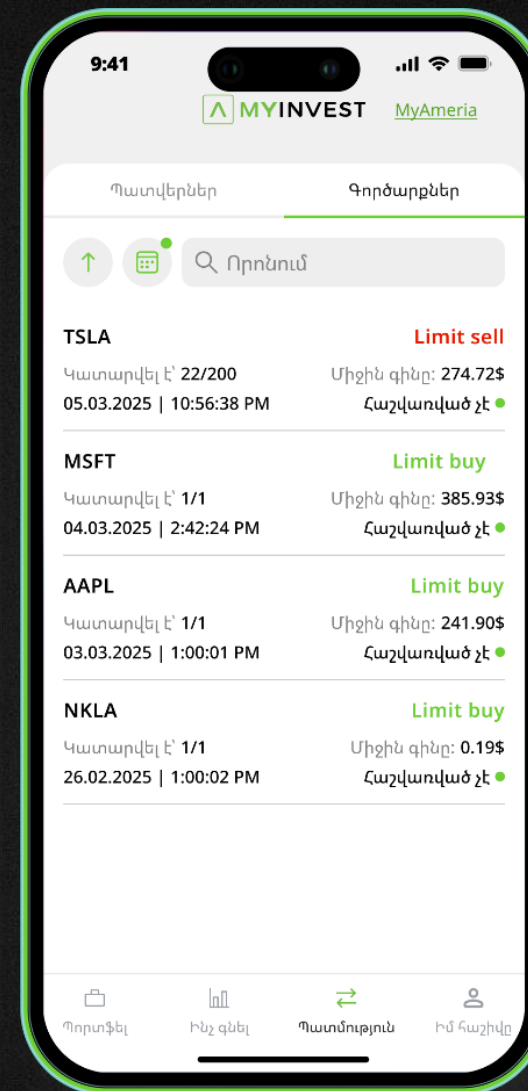 9:41
MYINVEST MyAmeria
Պատվերներ Գործարքներ
Որոնում
TSLA Limit sell
Կատարվել է՝ 22/200 Միջին գինը: 274.72$
05.03.2025 | 10:56:38 PM Հաշվառված չէ
MSFT Limit buy
Կատարվել է՝ 1/1 Միջին գինը: 385.93$
04.03.2025 | 2:42:24 PM Հաշվառված չէ
AAPL Limit buy
Կատարվել է՝ 1/1 Միջին գինը: 241.90$
03.03.2025 | 1:00:01 PM Հաշվառված չէ
NKLA Limit buy
Կատարվել է՝ 1/1 Միջին գինը: 0.19$
26.02.2025 | 1:00:02 PM Հաշվառված չէ
Պորտֆել Ինչ գնել Պատմություն Իմ հաշիվը